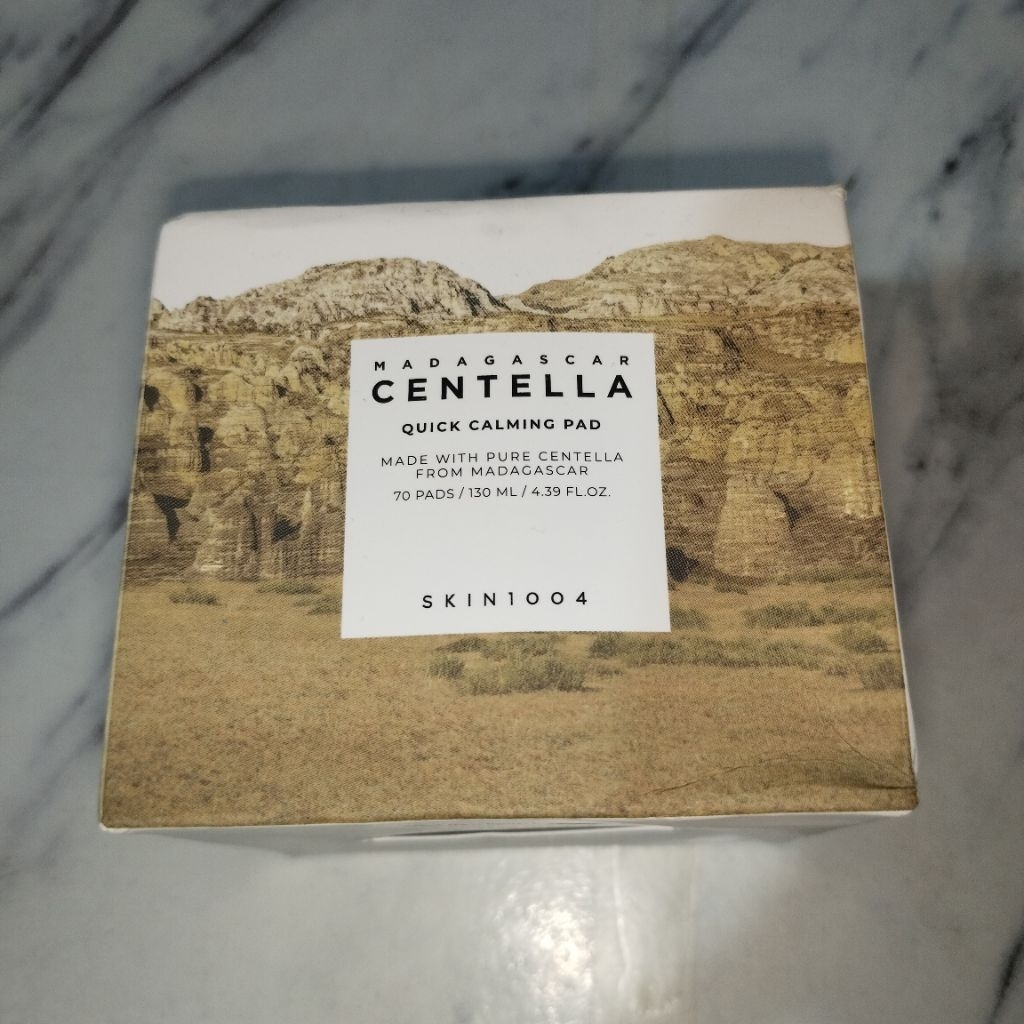 MADAGASCAR
CENTELLA
QUICK CALMING PAD
MADE WITH PURE CENTELLA
FROM MADAGASCAR
70 PADS / 130 ML / 4.39 FL.OZ.
SKIN1004